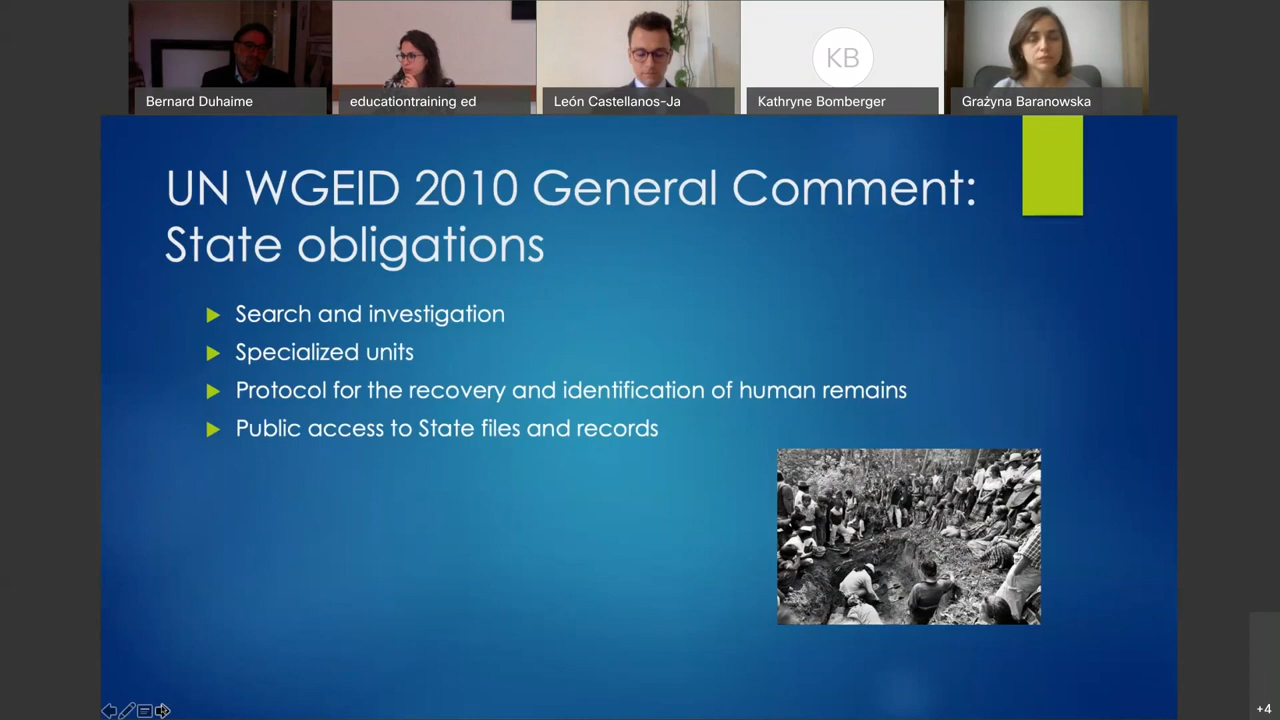 Bernard Duhaime
educationtraining ed
León Castellanos-Ja
KB
Kathryne Bomberger
Grażyna Baranowska
UN WGEID 2010 General Comment:
State obligations
Search and investigation
Specialized units
Protocol for the recovery and identification of human remains
Public access to State files and records
+4